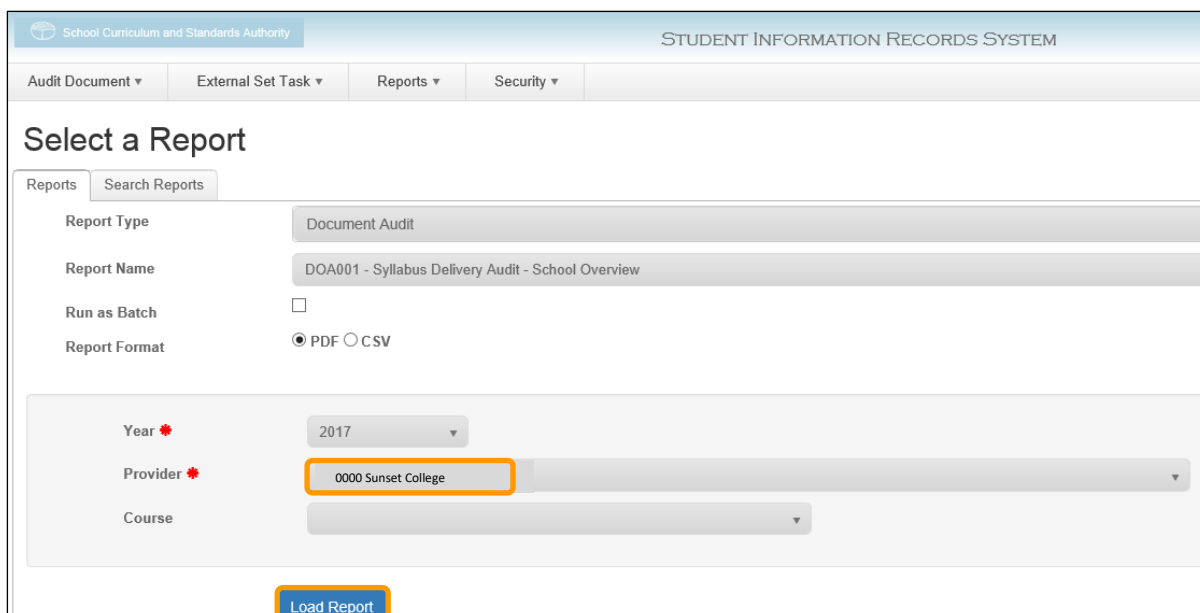 School Curriculum and Standards Authority
STUDENT INFORMATION RECORDS SYSTEM
Audit Document External Set Task Reports Security
Select a Report
Reports Search Reports
Report Type Document Audit
Report Name DOA001 - Syllabus Delivery Audit - School Overview
Run as Batch
Report Format PDF CSV
Year 2017
Provider 0000 Sunset College
Course
Load Report